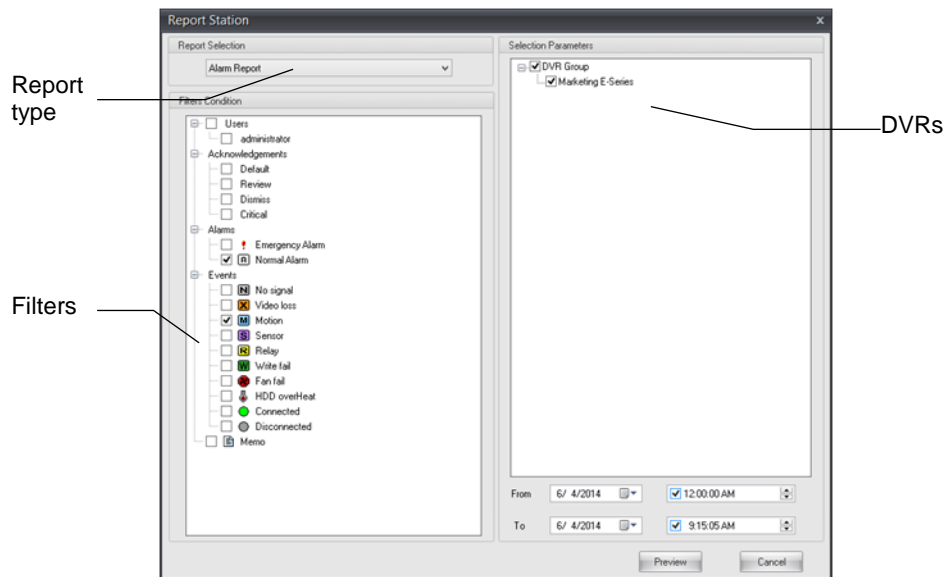 Report Station
x
Report Selection
Alarm Report
Filters Condition
Users
administrator
Acknowledgements
Default
Review
Dismiss
Critical
Alarms
Emergency Alarm
Normal Alarm
Events
No signal
Video loss
Motion
Sensor
Relay
Write fail
Fan fail
HDD overHeat
Connected
Disconnected
Memo
Selection Parameters
DVR Group
Marketing E-Series
From 6/ 4/2014 12:00:00 AM
To 6/ 4/2014 9:15:05 AM
Preview Cancel
Report
type
Filters
DVRs